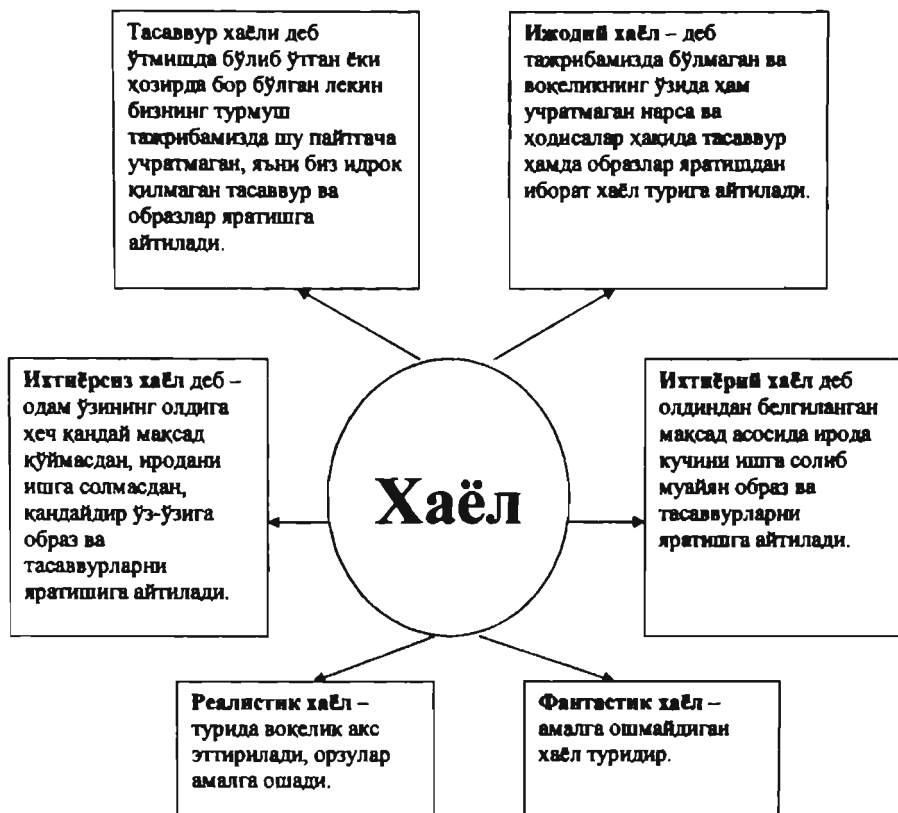 Тасаввур хаёли деб
ўтмишда бўлиб ўтган ёки
ҳозирда бор бўлган лекин
бизнинг турмуш
тажрибамизда шу пайтгача
учратмаган, яъни биз идрок
қилмаган тасаввур ва
образлар яратишга
айтилади.
Ижодий хаёл – деб
тажрибамизда бўлмаган ва
воқеликнинг ўзида ҳам
учратмаган нарса ва
ҳодисалар ҳақида тасаввур
ҳамда образлар яратишдан
иборат хаёл турига айтилади.
Ихтиёрсиз хаёл деб –
одам ўзининг олдига
ҳеч қандай мақсад
қўймасдан, иродани
ишга солмасдан,
қандайдир ўз-ўзига
образ ва
тасаввурларни
яратишига айтилади.
Хаёл
Ихтиёрий хаёл деб
олдиндан белгиланган
мақсад асосида ирода
кучини ишга солиб
муайян образ ва
тасаввурларни
яратишга айтилади.
Реалистик хаёл –
турида воқелик акс
эттирилади, орзулар
амалга ошади.
Фантастик хаёл –
амалга ошмайдиган
хаёл туридир.